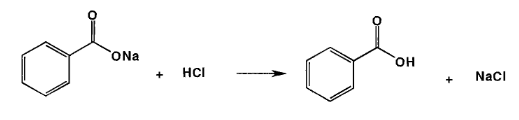 O O
ONa + HCl OH + NaCl